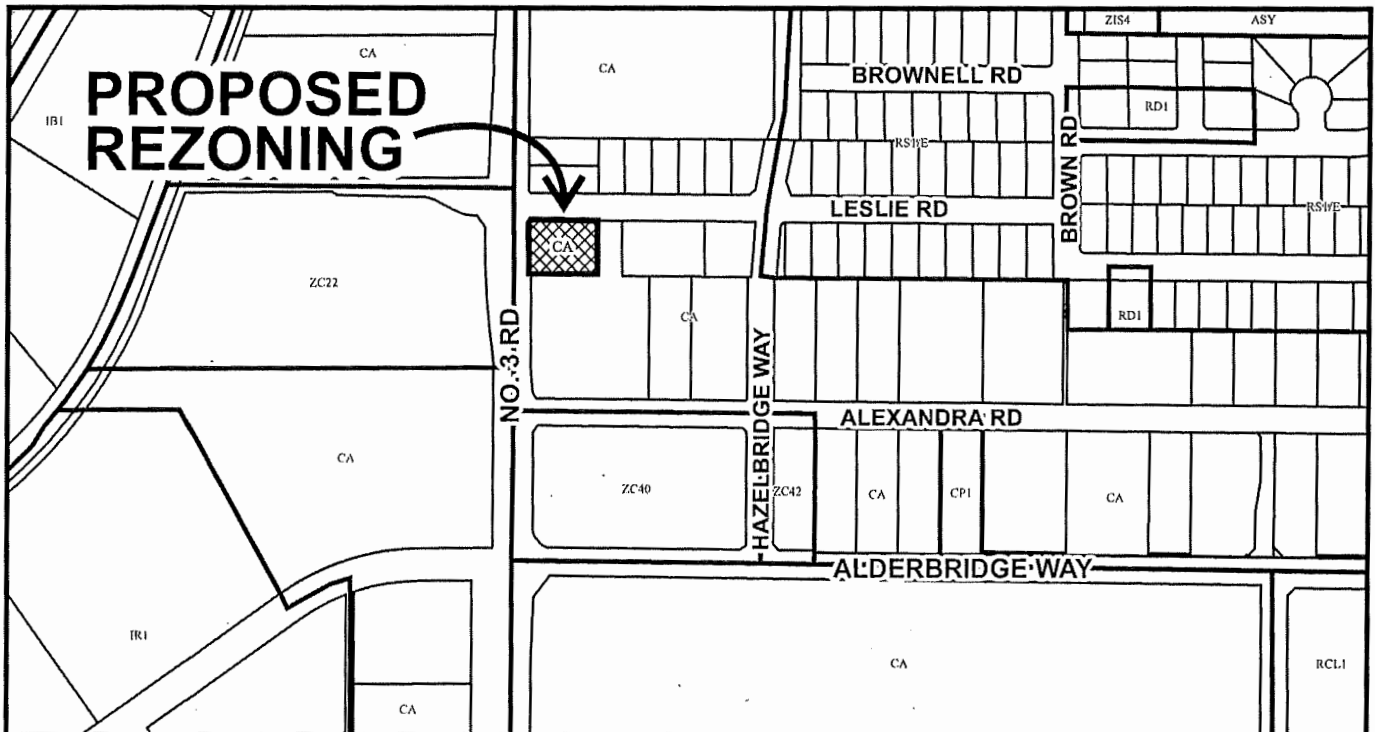 ZIS4
ASY
CA
CA
PROPOSED
REZONING
BROWNELL RD
IB1
RD1
BROWN RD
RS1/E
LESLIE RD
RS1/E
CA
ZC22
NO. 3 RD
CA
RD1
HAZELBRIDGE WAY
ALEXANDRA RD
CA
ZC40
ZC42
CA
CP1
CA
ALDERBRIDGE WAY
CA
RCL1
CA